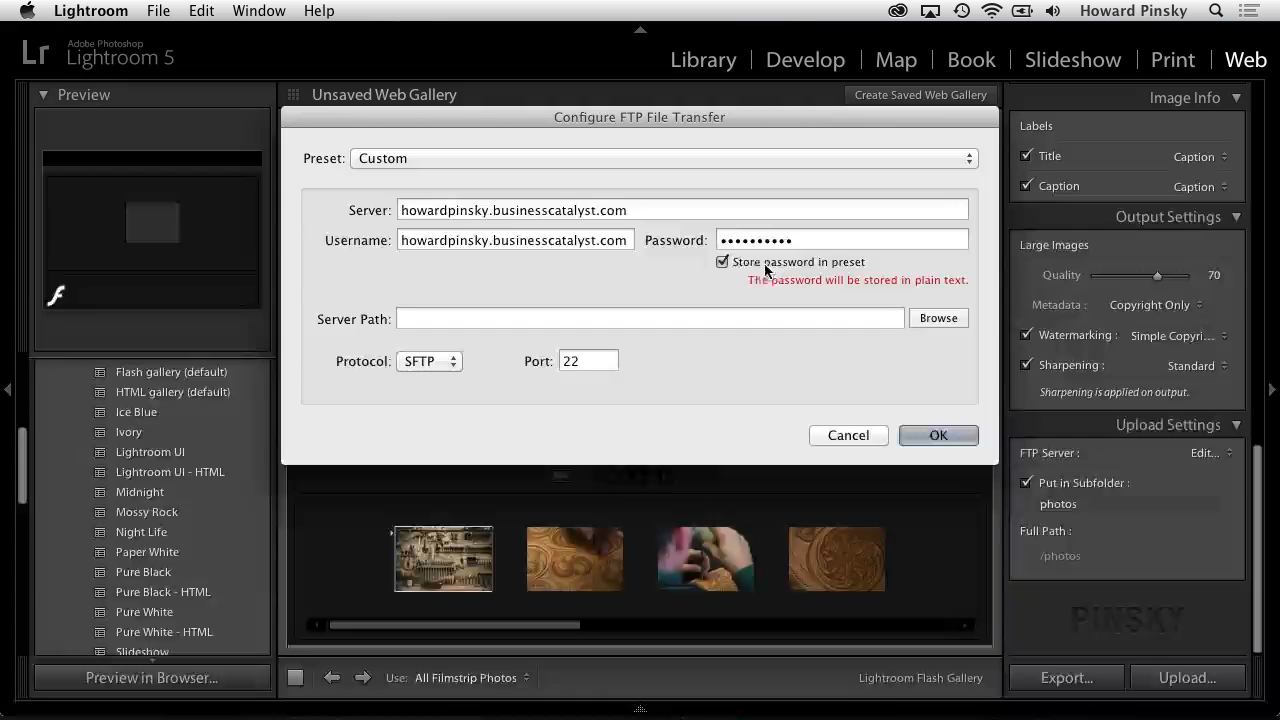 Lightroom File Edit Window Help Howard Pinsky
Lr Adobe Photoshop
Lightroom 5
Library | Develop | Map | Book | Slideshow | Print | Web
Preview
Unsaved Web Gallery
Create Saved Web Gallery
Image Info
Configure FTP File Transfer
Labels
Preset: Custom
Title Caption
Caption Caption
Server: howardpinsky.businesscatalyst.com
Output Settings
Username: howardpinsky.businesscatalyst.com Password: ••••••••••
Large Images
Store password in preset
Quality 70
The password will be stored in plain text.
Metadata: Copyright Only
Server Path: Browse
Watermarking : Simple Copyri...
Protocol: SFTP Port: 22
Sharpening : Standard
Sharpening is applied on output.
Cancel OK
Upload Settings
FTP Server : Edit...
Put in Subfolder :
photos
Full Path :
/photos
Flash gallery (default)
HTML gallery (default)
Ice Blue
Ivory
Lightroom UI
Lightroom UI - HTML
Midnight
Mossy Rock
Night Life
Paper White
Pure Black
Pure Black - HTML
Pure White
Pure White - HTML
Slideshow
PINSKY
Preview in Browser...
Use: All Filmstrip Photos
Lightroom Flash Gallery
Export...
Upload...